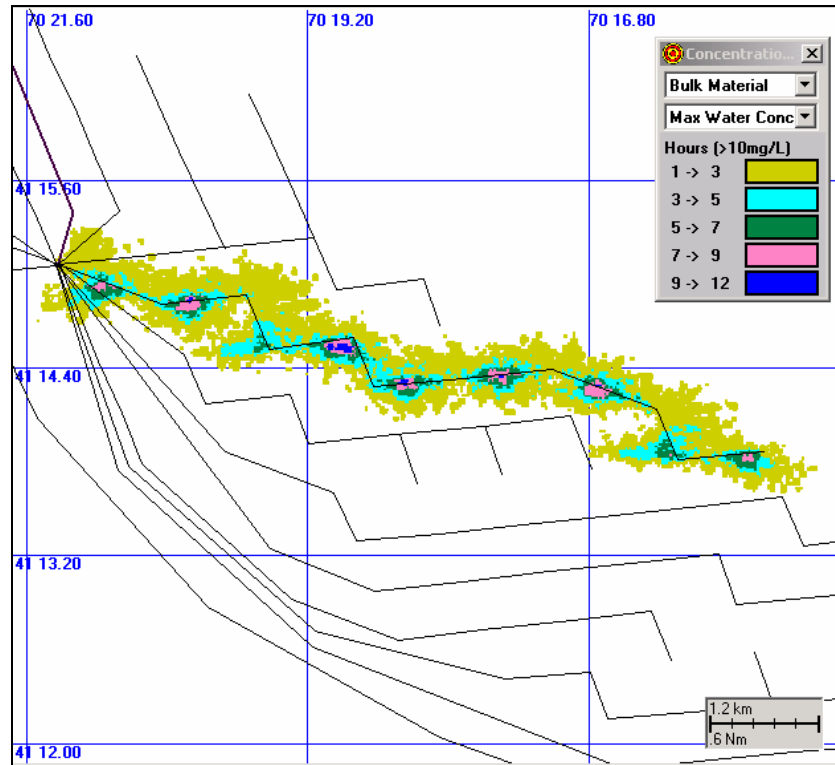 70 21.60
70 19.20
70 16.80
Concentratio...
Bulk Material
Max Water Conc
Hours (>10mg/L)
1 -> 3
3 -> 5
5 -> 7
7 -> 9
9 -> 12
41 15.60
41 14.40
41 13.20
1.2 km
.6 Nm
41 12.00